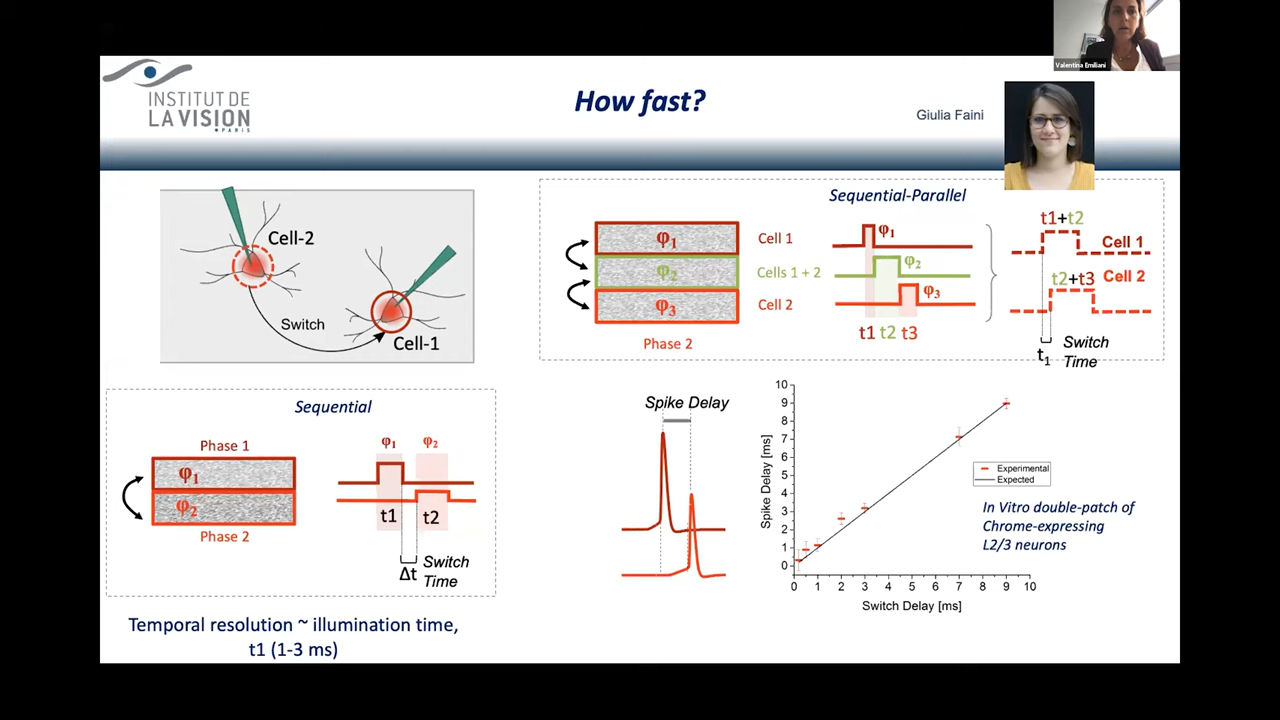 Valentina Emiliani
INSTITUT DE
LA VISION
PARIS
How fast?
Giulia Faini
Cell-2
Switch
Cell-1
Sequential-Parallel
φ1
φ2
φ3
Cell 1
Cells 1 + 2
Cell 2
Phase 2
φ1
φ2
φ3
t1 t2 t3
t1+t2
Cell 1
t2+t3 Cell 2
t1
Switch
Time
Sequential
Phase 1
φ1
φ2
Phase 2
φ1 φ2
t1 t2
Δt
Switch
Time
Temporal resolution ~ illumination time,
t1 (1-3 ms)
Spike Delay
Spike Delay [ms]
10
9
8
7
6
5
4
3
2
1
0
0 1 2 3 4 5 6 7 8 9 10
Switch Delay [ms]
Experimental
Expected
In Vitro double-patch of
Chrome-expressing
L2/3 neurons